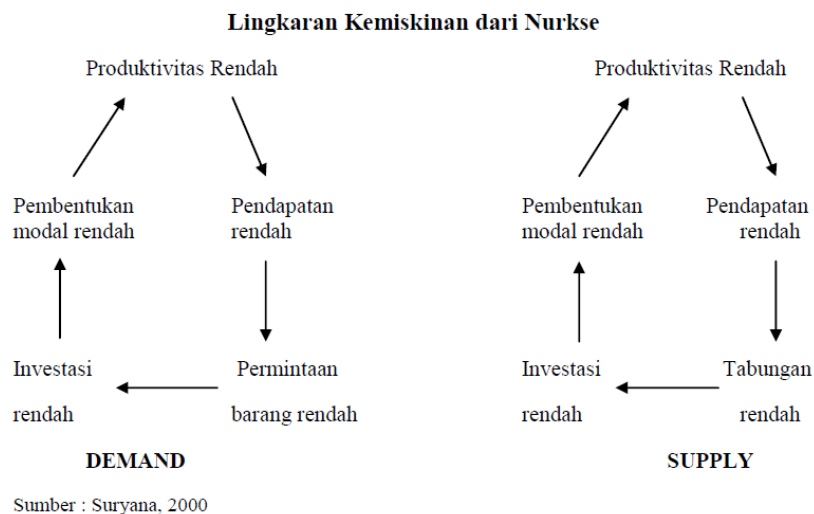 Lingkaran Kemiskinan dari Nurkse
Produktivitas Rendah
Pembentukan
modal rendah
Pendapatan
rendah
Investasi
rendah
Permintaan
barang rendah
DEMAND
Produktivitas Rendah
Pembentukan
modal rendah
Pendapatan
rendah
Investasi
rendah
Tabungan
rendah
SUPPLY
Sumber : Suryana, 2000